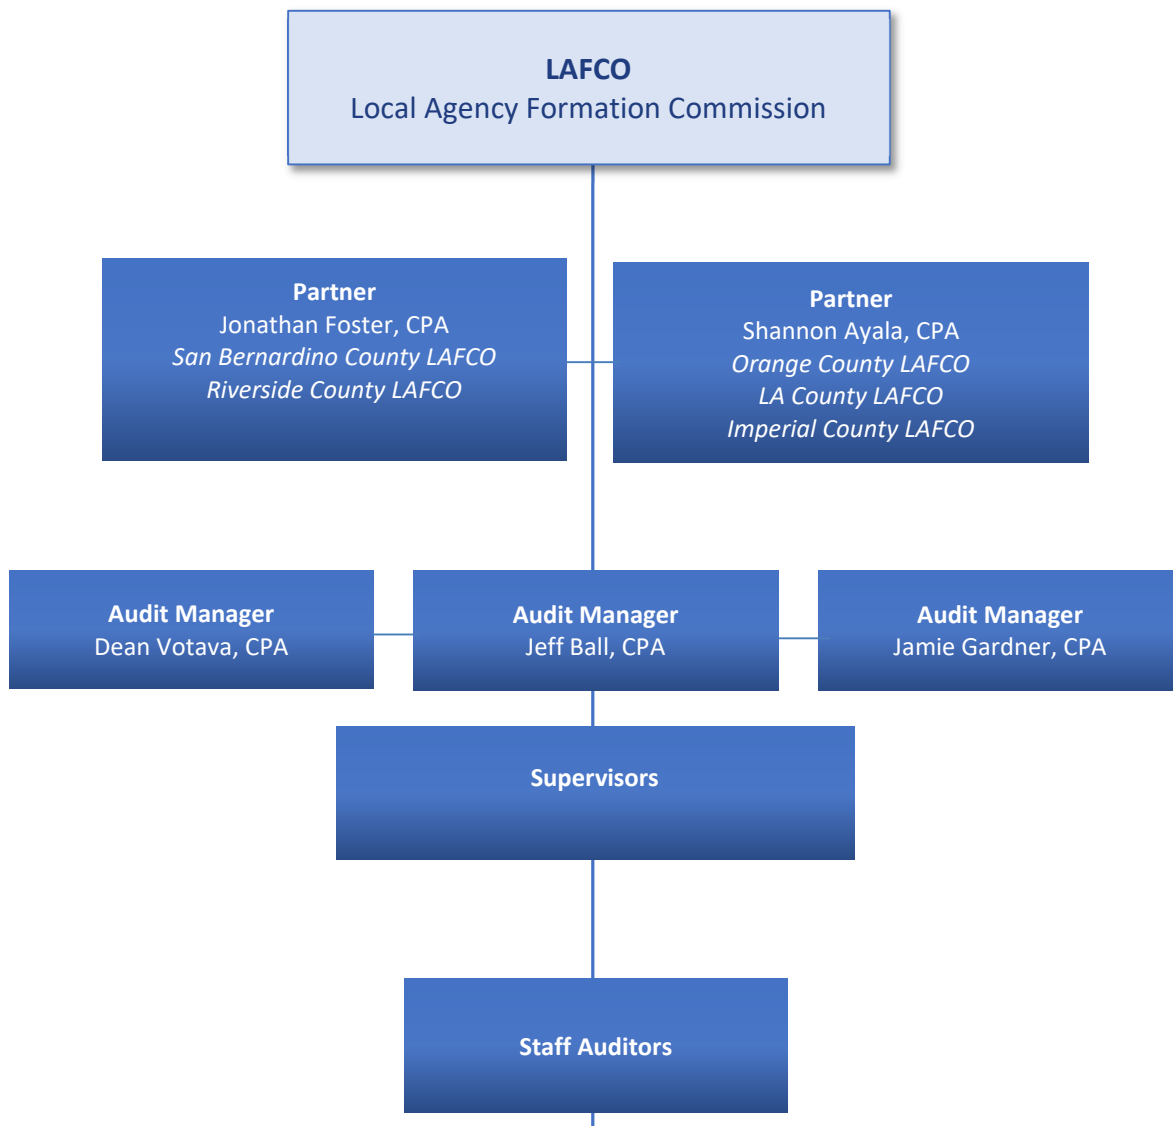 LAFCO
Local Agency Formation Commission
Partner
Jonathan Foster, CPA
San Bernardino County LAFCO
Riverside County LAFCO
Partner
Shannon Ayala, CPA
Orange County LAFCO
LA County LAFCO
Imperial County LAFCO
Audit Manager
Dean Votava, CPA
Audit Manager
Jeff Ball, CPA
Audit Manager
Jamie Gardner, CPA
Supervisors
Staff Auditors